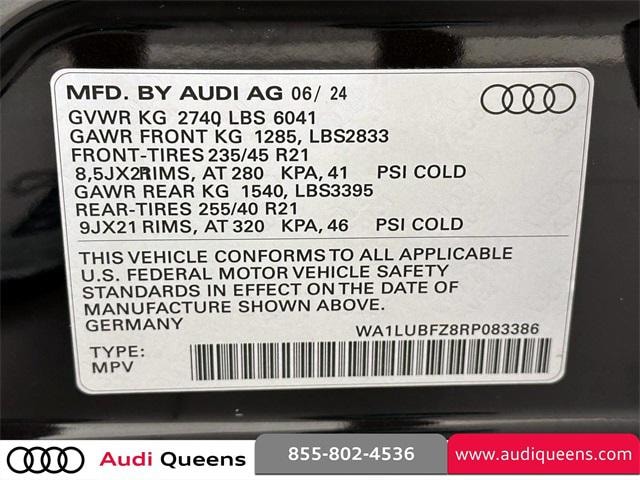 MFD. BY AUDI AG 06/ 24
GVWR KG 2740 LBS 6041
GAWR FRONT KG 1285, LBS2833
FRONT-TIRES 235/45 R21
8,5JX21RIMS, AT 280 KPA, 41 PSI COLD
GAWR REAR KG 1540, LBS3395
REAR-TIRES 255/40 R21
9JX21 RIMS, AT 320 KPA, 46 PSI COLD
THIS VEHICLE CONFORMS TO ALL APPLICABLE
U.S. FEDERAL MOTOR VEHICLE SAFETY
STANDARDS IN EFFECT ON THE DATE OF
MANUFACTURE SHOWN ABOVE.
GERMANY WA1LUBFZ8RP083386
TYPE:
MPV
Audi Queens 855-802-4536 www.audiqueens.com